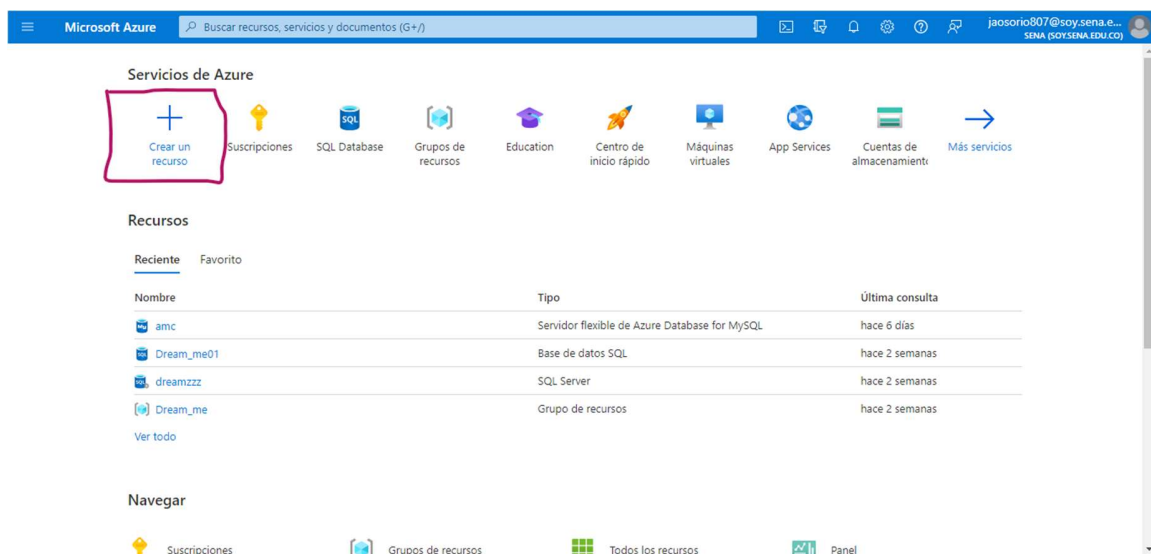 Microsoft Azure
Buscar recursos, servicios y documentos (G+/)
jaosorio807@soy.sena.e...
SENA (SOY.SENA.EDU.CO)
Servicios de Azure
Crear un
recurso
Suscripciones
SQL Database
Grupos de
recursos
Education
Centro de
inicio rápido
Máquinas
virtuales
App Services
Cuentas de
almacenamiento
Más servicios
Recursos
Reciente Favorito
Nombre Tipo Última consulta
amc Servidor flexible de Azure Database for MySQL hace 6 días
Dream_me01 Base de datos SQL hace 2 semanas
dreamzzz SQL Server hace 2 semanas
Dream_me Grupo de recursos hace 2 semanas
Ver todo
Navegar
Suscripciones Grupos de recursos Todos los recursos Panel